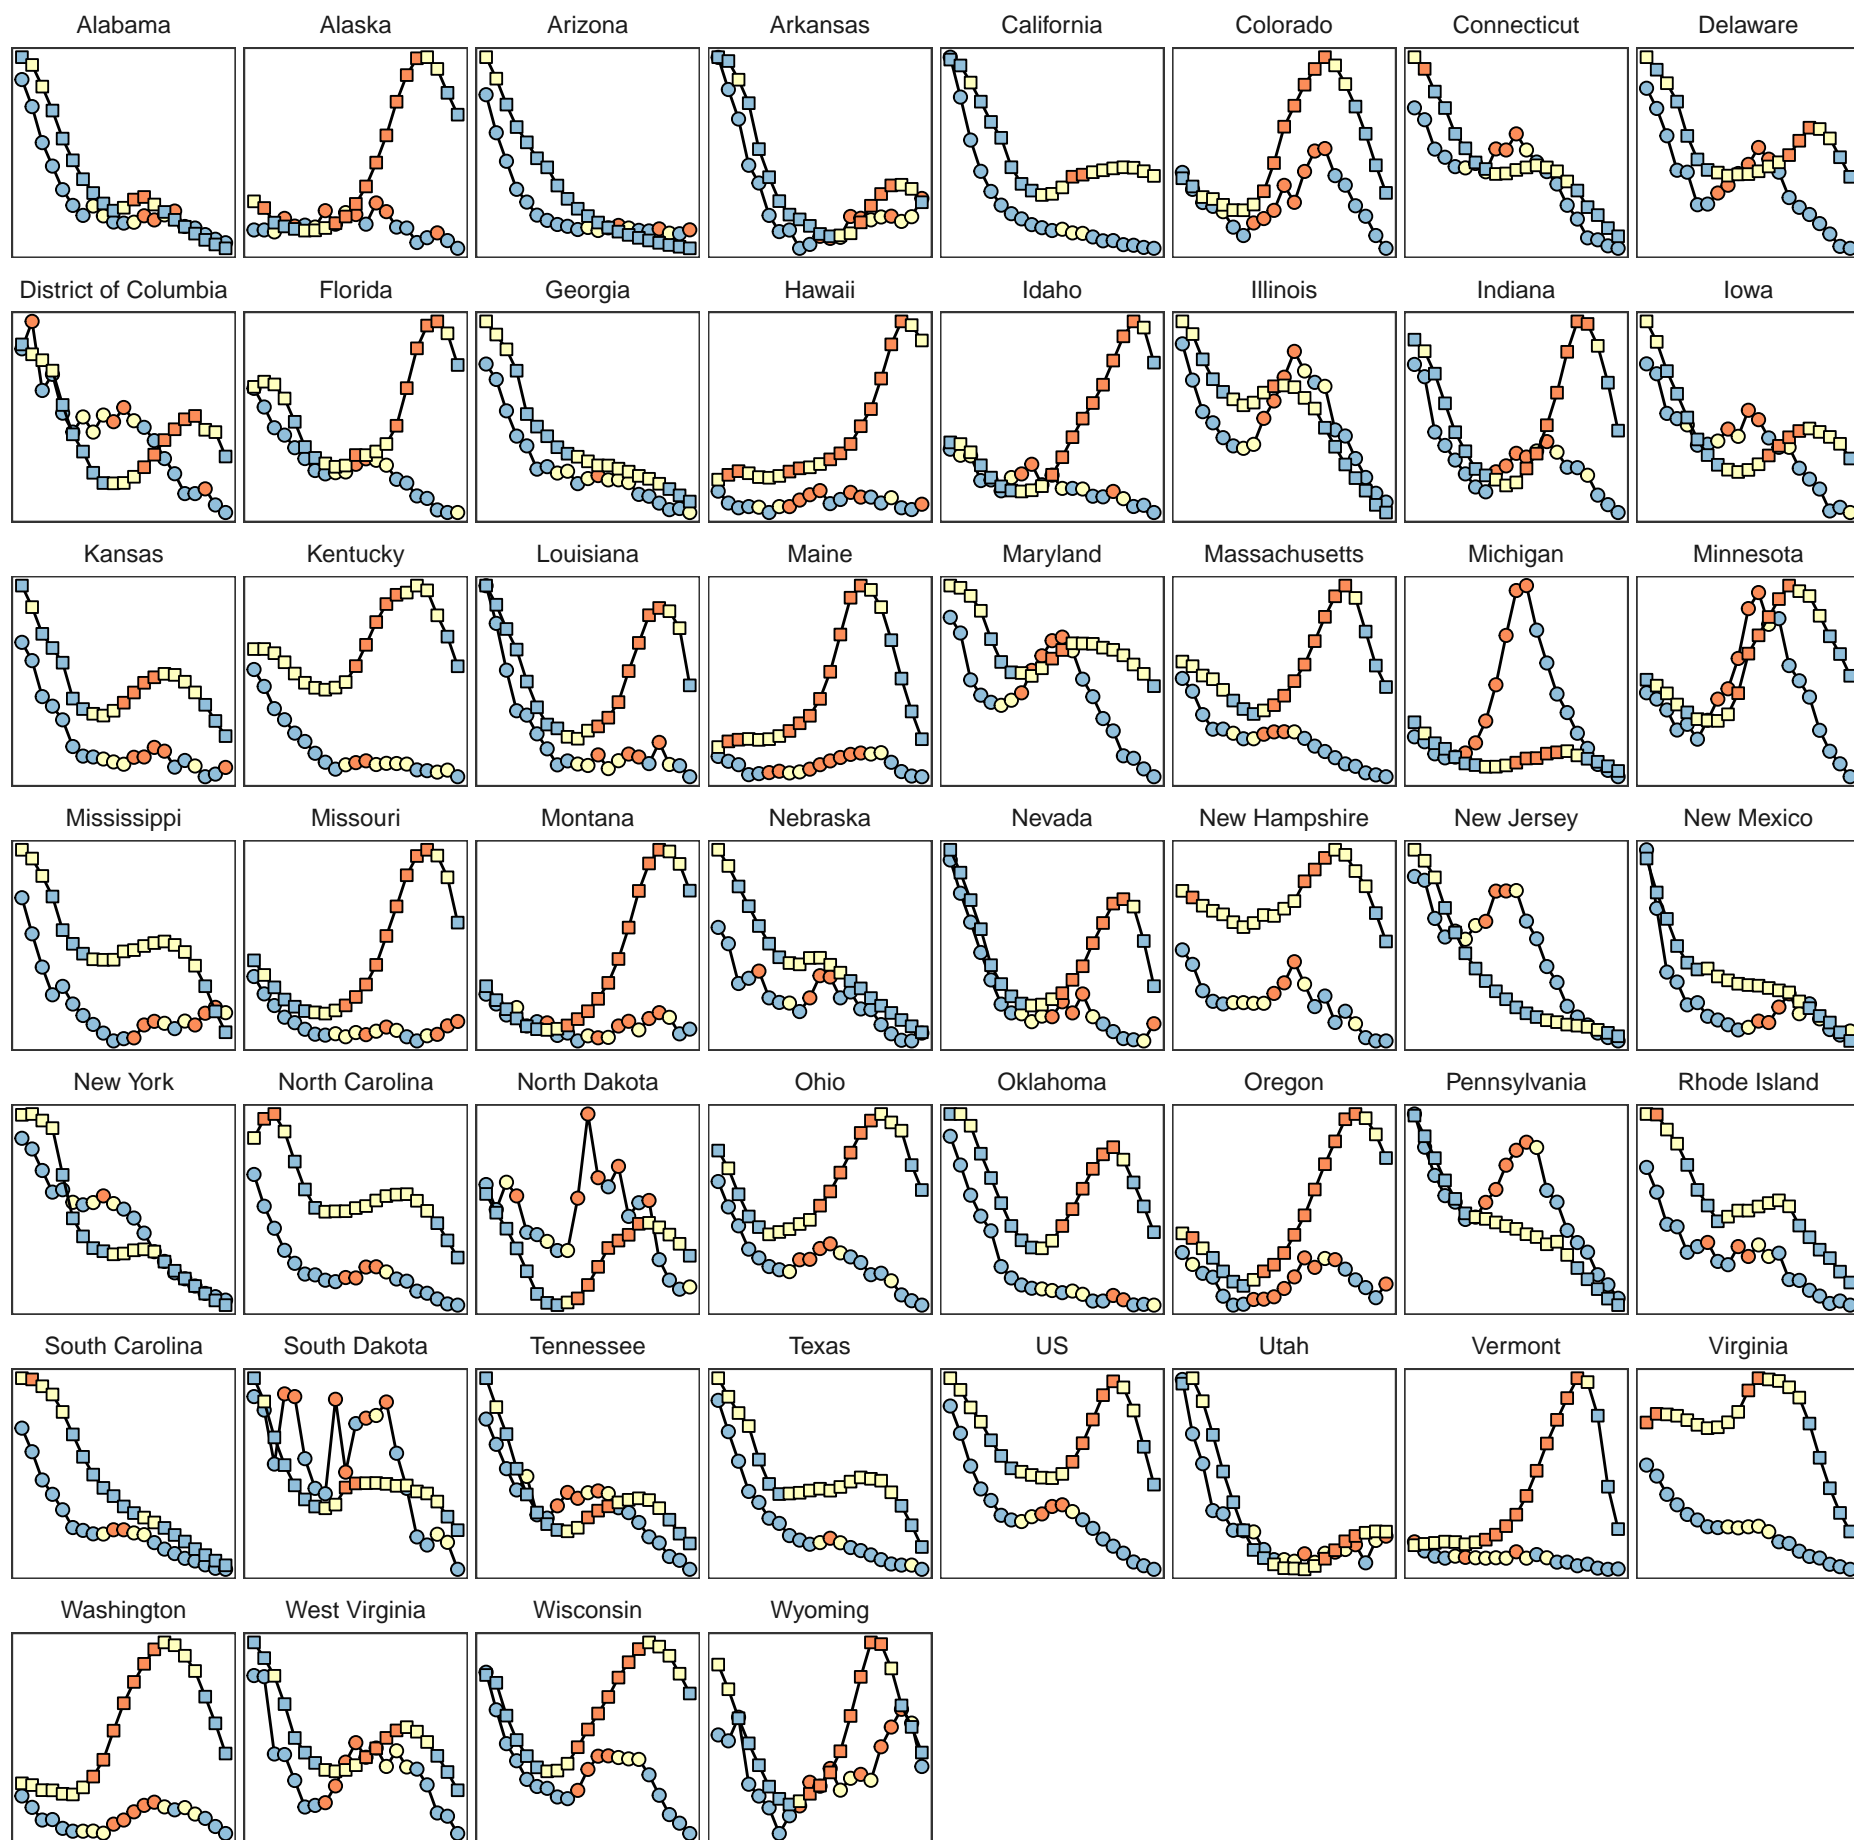 Alabama
Alaska
Arizona
Arkansas
California
Colorado
Connecticut
Delaware
District of Columbia
Florida
Georgia
Hawaii
Idaho
Illinois
Indiana
Iowa
Kansas
Kentucky
Louisiana
Maine
Maryland
Massachusetts
Michigan
Minnesota
Mississippi
Missouri
Montana
Nebraska
Nevada
New Hampshire
New Jersey
New Mexico
New York
North Carolina
North Dakota
Ohio
Oklahoma
Oregon
Pennsylvania
Rhode Island
South Carolina
South Dakota
Tennessee
Texas
US
Utah
Vermont
Virginia
Washington
West Virginia
Wisconsin
Wyoming